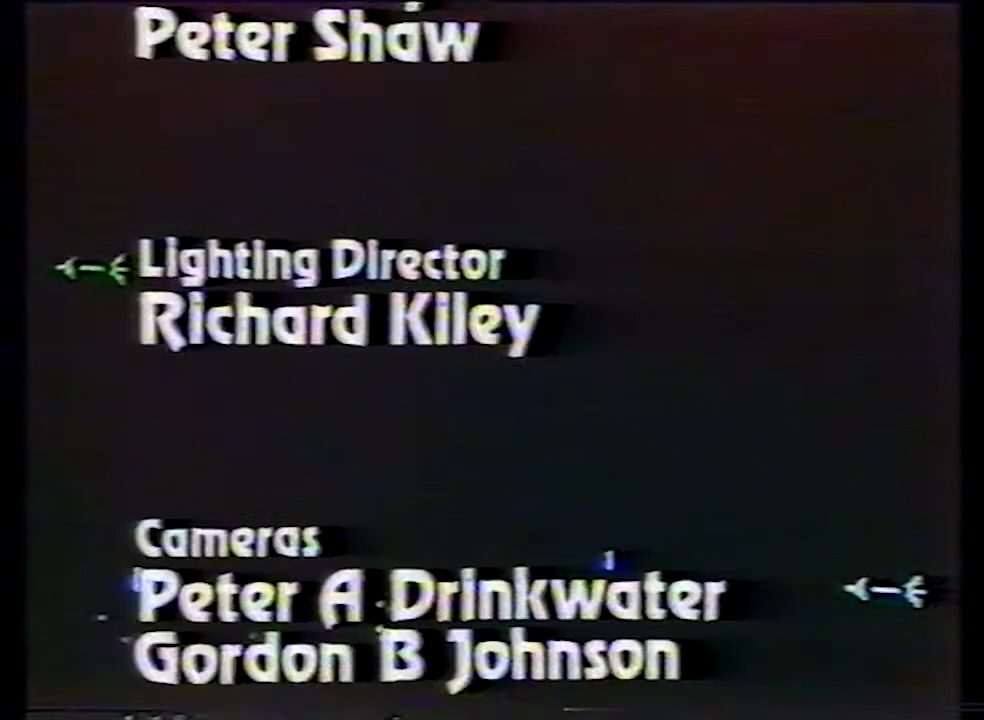 Peter Shaw
Lighting Director
Richard Kiley
Cameras
Peter A Drinkwater
Gordon B Johnson